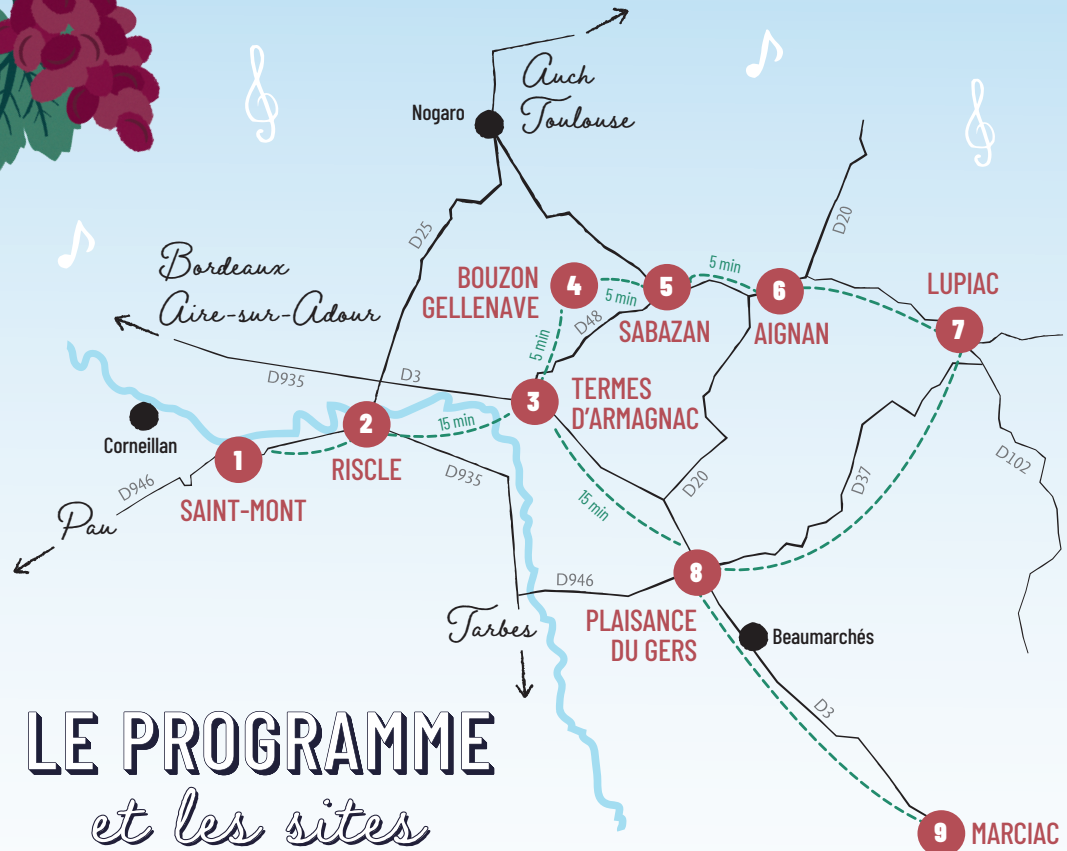 Auch
Toulouse
Nogaro
D20
D25
Bordeaux
Aire-sur-Adour
BOUZON
GELLENAVE
4
5 min
5
SABAZAN
5 min
6
AIGNAN
LUPIAC
7
D48
5 min
D935
D3
3
TERMES
D'ARMAGNAC
2
RISCLE
15 min
Corneillan
1
SAINT-MONT
D946
Pau
D935
15 min
D20
D37
D102
D946
8
PLAISANCE
DU GERS
Tarbes
Beaumarchés
D3
LE PROGRAMME
et les sites
9
MARCIAC